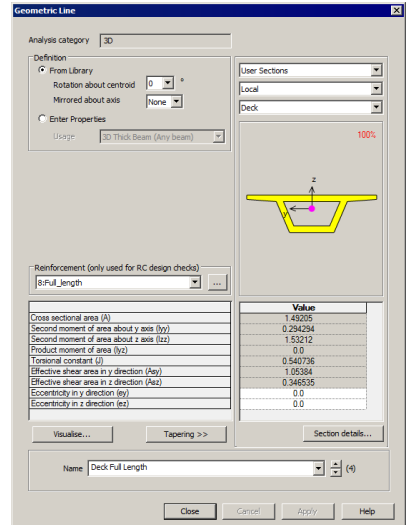 Geometric Line
Analysis category 3D
Definition
From Library
Rotation about centroid 0 °
Mirrored about axis None
Enter Properties
Usage 3D Thick Beam (Any beam)
User Sections
Local
Deck
100%
z
y
Reinforcement (only used for RC design checks)
8:Full_length ...
Value
Cross sectional area (A) 1.49205
Second moment of area about y axis (Iyy) 0.294294
Second moment of area about z axis (Izz) 1.53212
Product moment of area (Iyz) 0.0
Torsional constant (J) 0.540736
Effective shear area in y direction (Asy) 1.05384
Effective shear area in z direction (Asz) 0.346535
Eccentricity in y direction (ey) 0.0
Eccentricity in z direction (ez) 0.0
Visualise... Tapering >> Section details...
Name Deck Full Length (4)
Close Cancel Apply Help